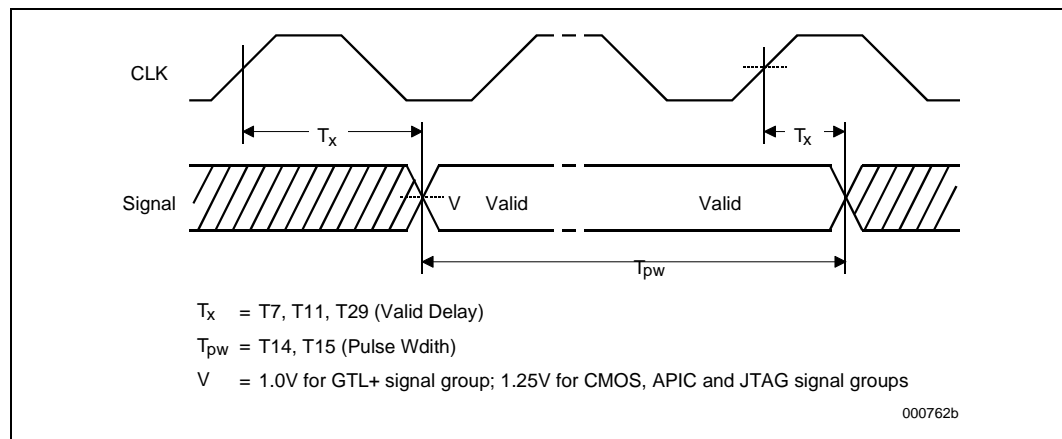 CLK
Tx
Tx
Signal
V
Valid
Valid
Tpw
Tx = T7, T11, T29 (Valid Delay)
Tpw = T14, T15 (Pulse Wdith)
V = 1.0V for GTL+ signal group; 1.25V for CMOS, APIC and JTAG signal groups
000762b